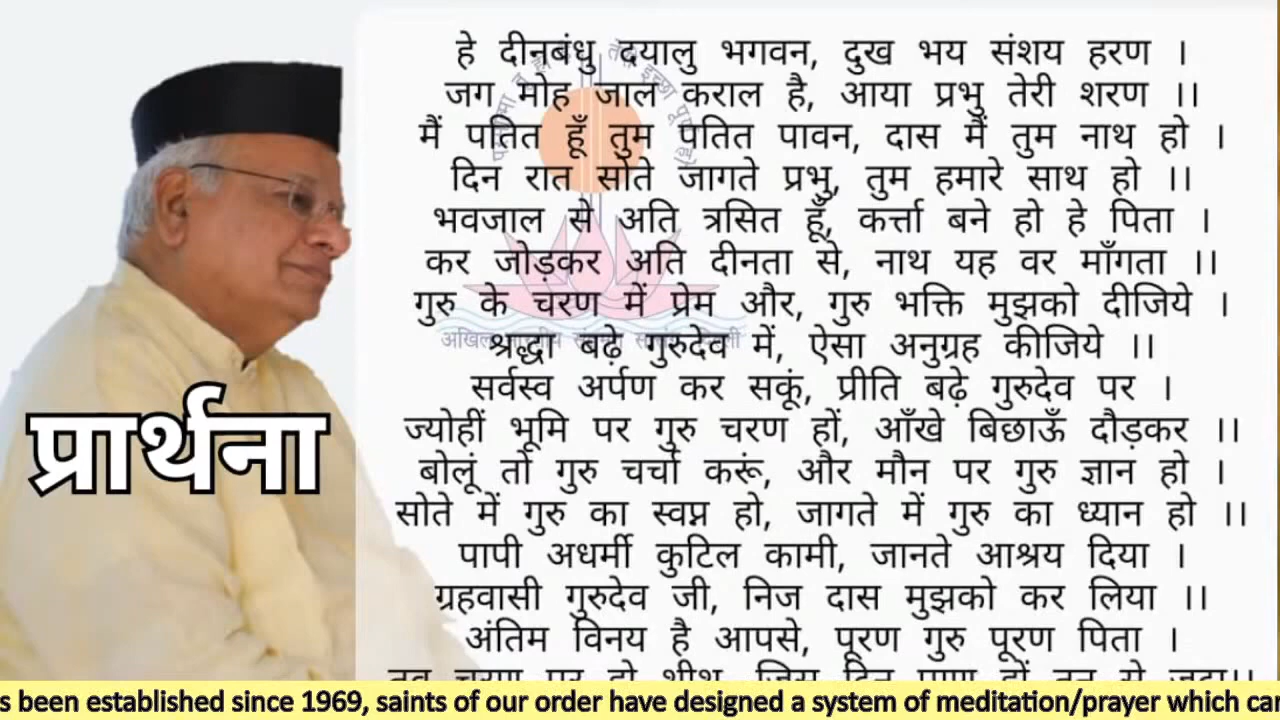 हे दीनबंधु दयालु भगवन, दुख भय संशय हरण ।
जग मोह जाल कराल है, आया प्रभु तेरी शरण ।।
मैं पतित हूँ तुम पतित पावन, दास मैं तुम नाथ हो ।
दिन रात सोते जागते प्रभु, तुम हमारे साथ हो ।।
भवजाल से अति त्रसित हूँ, कर्त्ता बने हो हे पिता ।
कर जोड़कर अति दीनता से, नाथ यह वर माँगता ।।
गुरु के चरण में प्रेम और, गुरु भक्ति मुझको दीजिये ।
श्रद्धा बढ़े गुरुदेव में, ऐसा अनुग्रह कीजिये ।।
सर्वस्व अर्पण कर सकूं, प्रीति बढ़े गुरुदेव पर ।
ज्योहीं भूमि पर गुरु चरण हों, आँखे बिछाऊँ दौड़कर ।।
बोलूं तो गुरु चर्चा करूं, और मौन पर गुरु ज्ञान हो ।
सोते में गुरु का स्वप्न हो, जागते में गुरु का ध्यान हो ।।
पापी अधर्मी कुटिल कामी, जानते आश्रय दिया ।
ग्रहवासी गुरुदेव जी, निज दास मुझको कर लिया ।।
अंतिम विनय है आपसे, पूरण गुरु पूरण पिता ।
प्रार्थना
s been established since 1969, saints of our order have designed a system of meditation/prayer which can